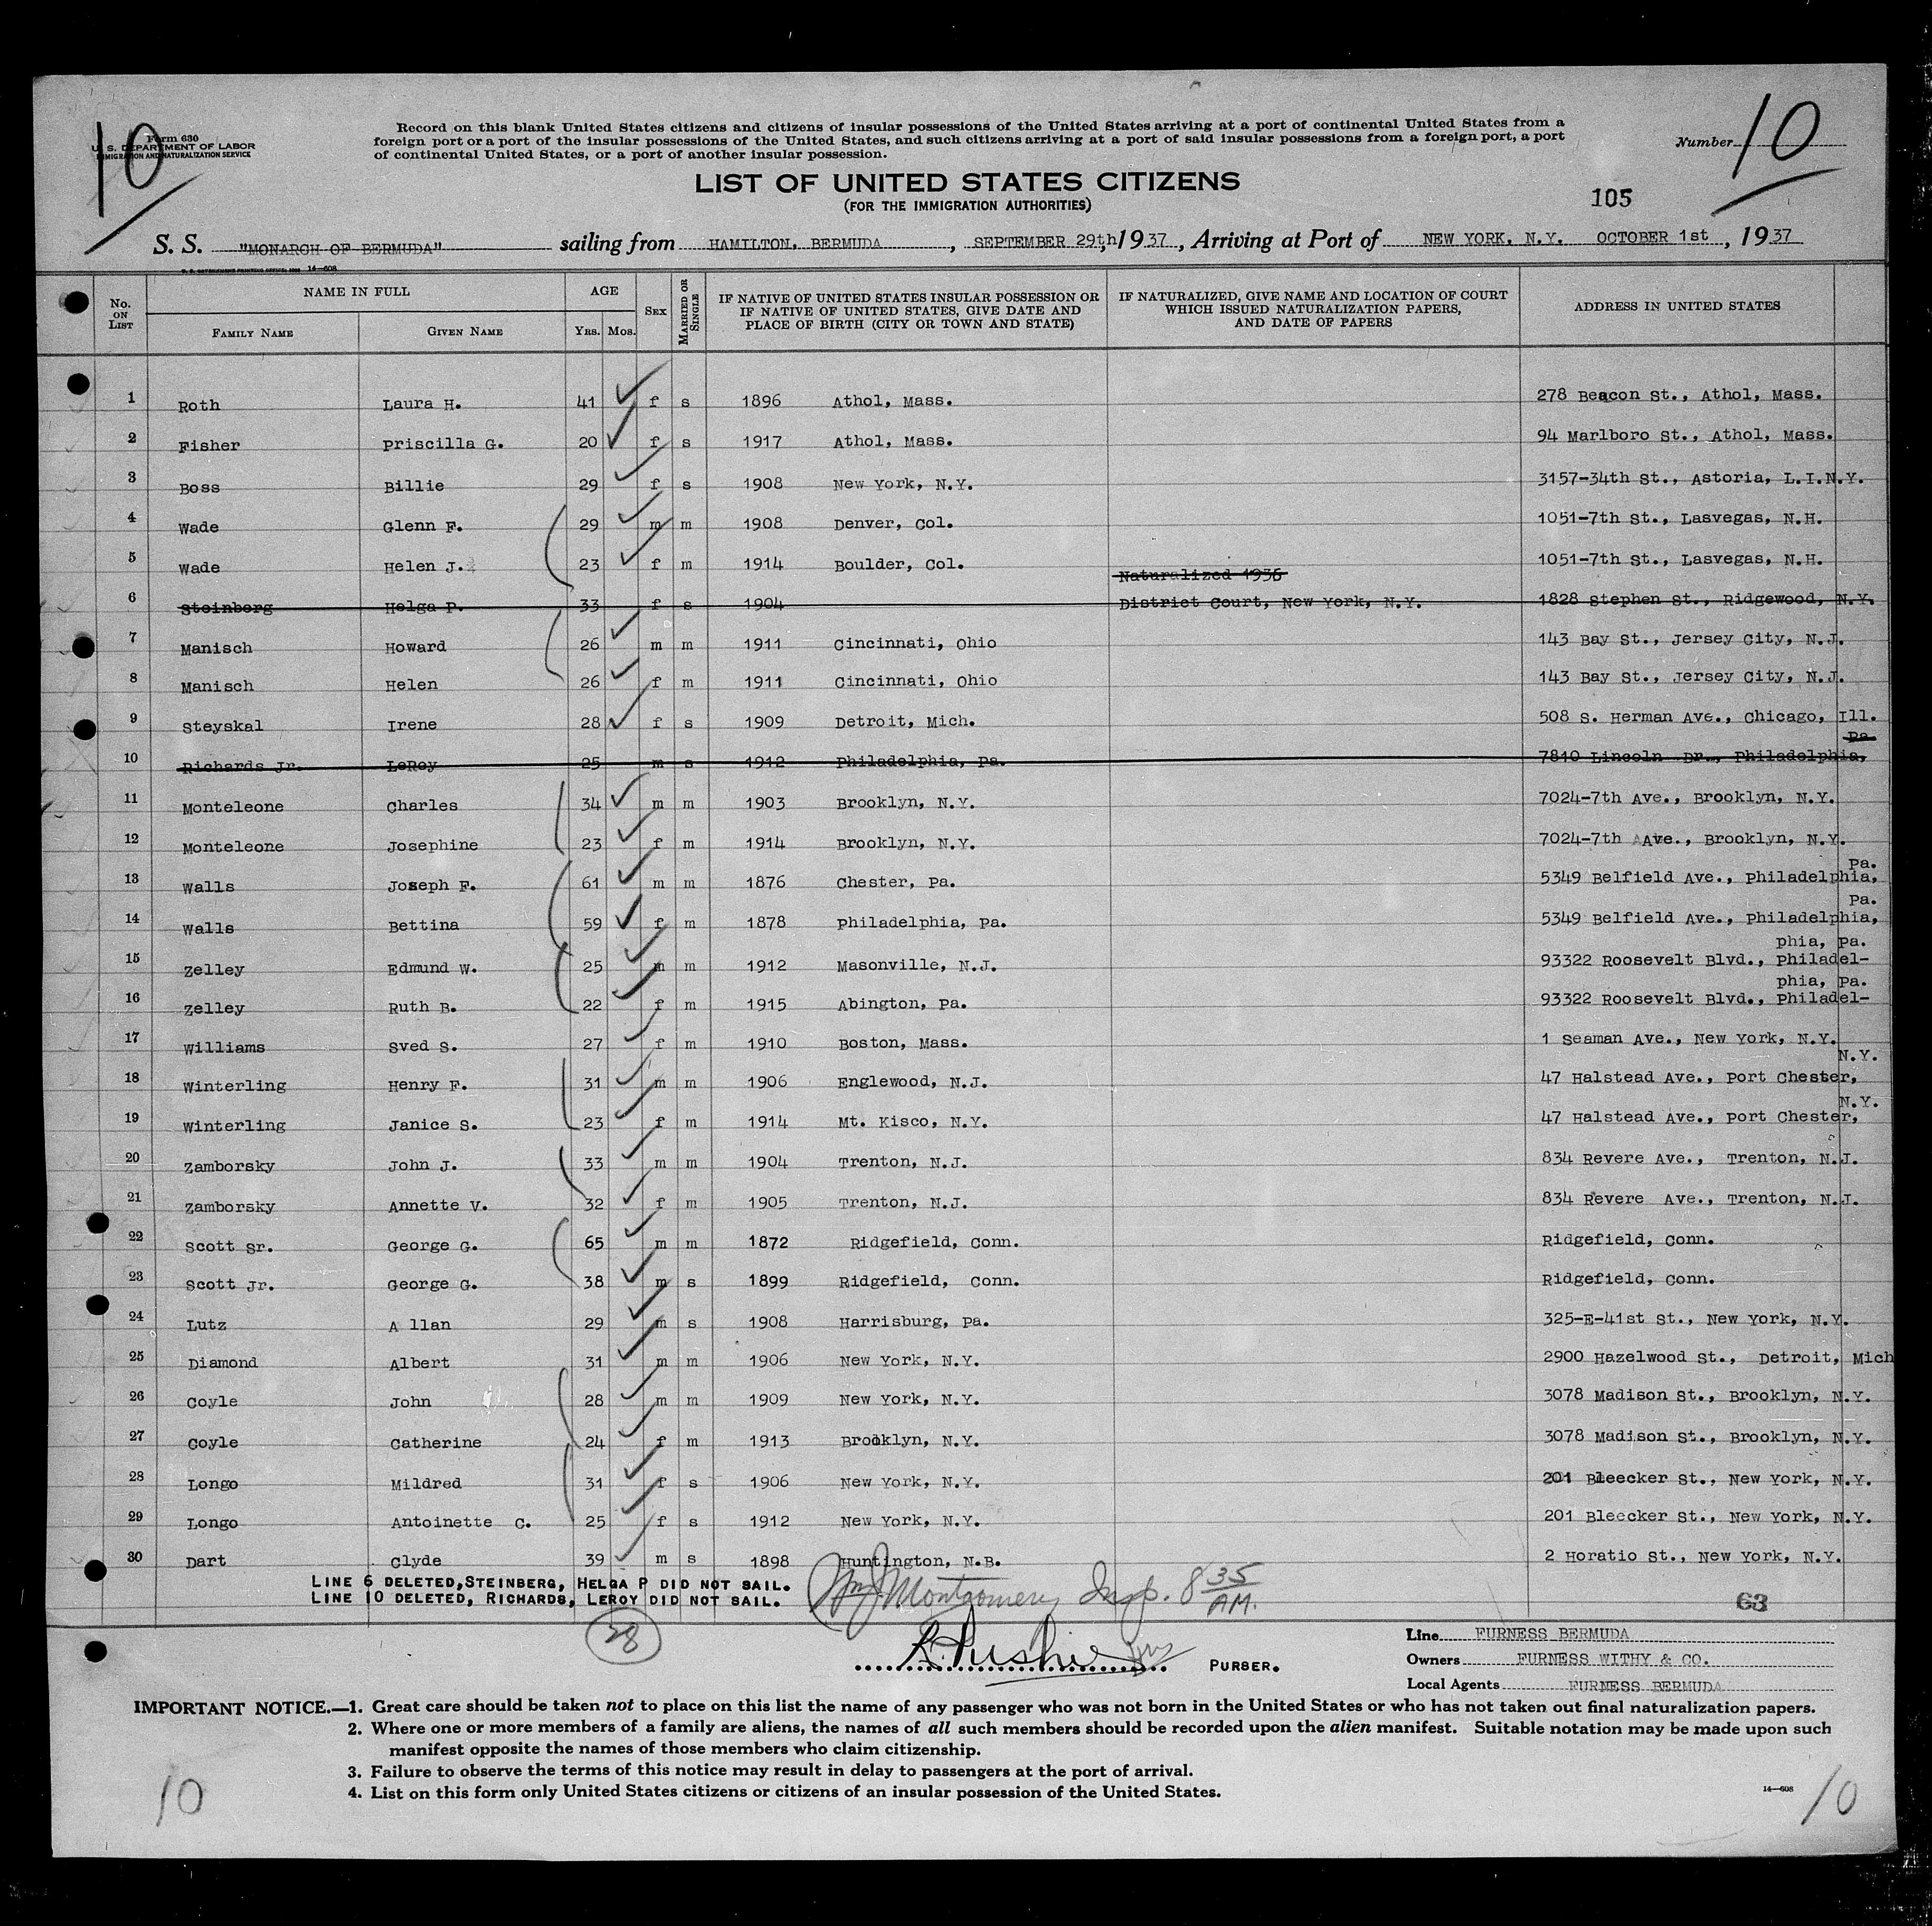 10
Form 630
U. S. DEPARTMENT OF LABOR
IMMIGRATION AND NATURALIZATION SERVICE
Record on this blank United States citizens and citizens of insular possessions of the United States arriving at a port of continental United States from a
foreign port or a port of the insular possessions of the United States, and such citizens arriving at a port of said insular possessions from a foreign port, a port
of continental United States, or a port of another insular possession.
Number 10
LIST OF UNITED STATES CITIZENS
(FOR THE IMMIGRATION AUTHORITIES)
105
S. S. "MONARCH OF BERMUDA" sailing from HAMILTON, BERMUDA, SEPTEMBER 29th, 1937, Arriving at Port of NEW YORK, N.Y. OCTOBER 1st, 1937
14—608
No. ON LIST NAME IN FULL FAMILY NAME GIVEN NAME AGE YRS. MOS. SEX MARRIED OR SINGLE IF NATIVE OF UNITED STATES INSULAR POSSESSION OR IF NATIVE OF UNITED STATES, GIVE DATE AND PLACE OF BIRTH (CITY OR TOWN AND STATE) IF NATURALIZED, GIVE NAME AND LOCATION OF COURT WHICH ISSUED NATURALIZATION PAPERS, AND DATE OF PAPERS ADDRESS IN UNITED STATES
1 Roth Laura H. 41 f s 1896 Athol, Mass. 278 Beacon St., Athol, Mass.
2 Fisher Priscilla G. 20 f s 1917 Athol, Mass. 94 Marlboro St., Athol, Mass.
3 Boss Billie 29 f s 1908 New York, N.Y. 3157-34th St., Astoria, L.I.N.Y.
4 Wade Glenn F. 29 m m 1908 Denver, Col. 1051-7th St., Lasvegas, N.H.
5 Wade Helen J. 23 f m 1914 Boulder, Col. 1051-7th St., Lasvegas, N.H.
Naturalized 1936
6 Steinberg Helga P. 33 f s 1904 District Court, New York, N.Y. 1828 Stephen St., Ridgewood, N.Y.
7 Manisch Howard 26 m m 1911 Cincinnati, Ohio 143 Bay St., Jersey City, N.J.
8 Manisch Helen 26 f m 1911 Cincinnati, Ohio 143 Bay St., Jersey City, N.J.
9 Steyskal Irene 28 f s 1909 Detroit, Mich. 508 S. Herman Ave., Chicago, Ill.
Pa
10 Richards Jr. LeRoy 25 m s 1912 Philadelphia, Pa. 7810 Lincoln Dr., Philadelphia,
11 Monteleone Charles 34 m m 1903 Brooklyn, N.Y. 7024-7th Ave., Brooklyn, N.Y.
12 Monteleone Josephine 23 f m 1914 Brooklyn, N.Y. 7024-7th AAve., Brooklyn, N.Y.
Pa.
13 Walls Joseph F. 61 m m 1876 Chester, Pa. 5349 Belfield Ave., Philadelphia,
Pa.
14 Walls Bettina 59 f m 1878 Philadelphia, Pa. 5349 Belfield Ave., Philadelphia,
phia, Pa.
15 Zelley Edmund W. 25 m m 1912 Masonville, N.J. 93322 Roosevelt Blvd., Philadel-
phia, Pa.
16 Zelley Ruth B. 22 f m 1915 Abington, Pa. 93322 Roosevelt Blvd., Philadel-
17 Williams Sved S. 27 f m 1910 Boston, Mass. 1 Seaman Ave., New York, N.Y.
N.Y.
18 Winterling Henry F. 31 m m 1906 Englewood, N.J. 47 Halstead Ave., Port Chester,
N.Y.
19 Winterling Janice S. 23 f m 1914 Mt. Kisco, N.Y. 47 Halstead Ave., Port Chester,
20 Zamborsky John J. 33 m m 1904 Trenton, N.J. 834 Revere Ave., Trenton, N.J.
21 Zamborsky Annette V. 32 f m 1905 Trenton, N.J. 834 Revere Ave., Trenton, N.J.
22 Scott Sr. George G. 65 m m 1872 Ridgefield, Conn. Ridgefield, Conn.
23 Scott Jr. George G. 38 m s 1899 Ridgefield, Conn. Ridgefield, Conn.
24 Lutz A llan 29 m s 1908 Harrisburg, Pa. 325-E-41st St., New York, N.Y.
25 Diamond Albert 31 m m 1906 New York, N.Y. 2900 Hazelwood St., Detroit, Mich
26 Coyle John 28 m m 1909 New York, N.Y. 3078 Madison St., Brooklyn, N.Y.
27 Coyle Catherine 24 f m 1913 Brooklyn, N.Y. 3078 Madison St., Brooklyn, N.Y.
28 Longo Mildred 31 f s 1906 New York, N.Y. 201 Bleecker St., New York, N.Y.
29 Longo Antoinette C. 25 f s 1912 New York, N.Y. 201 Bleecker St., New York, N.Y.
30 Dart Clyde 39 m s 1898 Huntington, N.B. 2 Horatio St., New York, N.Y.
LINE 6 DELETED,STEINBERG, HELGA P DID NOT SAIL.
LINE 10 DELETED, RICHARDS, LEROY DID NOT SAIL.
Wm J Montgomery Insp. 8 35 AM.
63
28
PURSER.
Line FURNESS BERMUDA
Owners FURNESS WITHY & CO.
Local Agents FURNESS BERMUDA
IMPORTANT NOTICE.—1. Great care should be taken not to place on this list the name of any passenger who was not born in the United States or who has not taken out final naturalization papers.
2. Where one or more members of a family are aliens, the names of all such members should be recorded upon the alien manifest. Suitable notation may be made upon such
manifest opposite the names of those members who claim citizenship.
3. Failure to observe the terms of this notice may result in delay to passengers at the port of arrival.
4. List on this form only United States citizens or citizens of an insular possession of the United States.
14—608
10
10